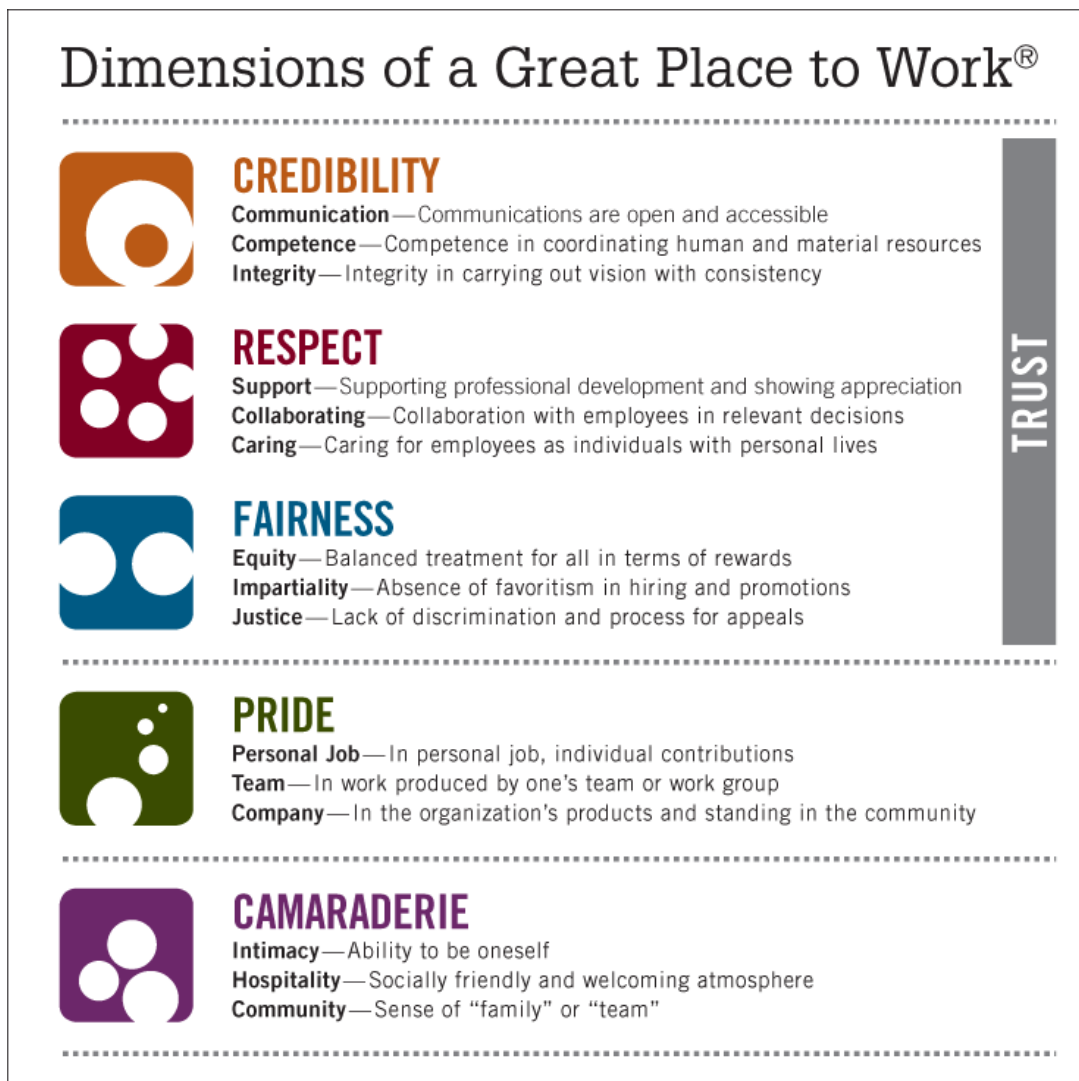 Dimensions of a Great Place to Work®
CREDIBILITY
Communication—Communications are open and accessible
Competence—Competence in coordinating human and material resources
Integrity—Integrity in carrying out vision with consistency
RESPECT
Support—Supporting professional development and showing appreciation
Collaborating—Collaboration with employees in relevant decisions
Caring—Caring for employees as individuals with personal lives
FAIRNESS
Equity—Balanced treatment for all in terms of rewards
Impartiality—Absence of favoritism in hiring and promotions
Justice—Lack of discrimination and process for appeals
TRUST
PRIDE
Personal Job—In personal job, individual contributions
Team—In work produced by one’s team or work group
Company—In the organization’s products and standing in the community
CAMARADERIE
Intimacy—Ability to be oneself
Hospitality—Socially friendly and welcoming atmosphere
Community—Sense of “family” or “team”